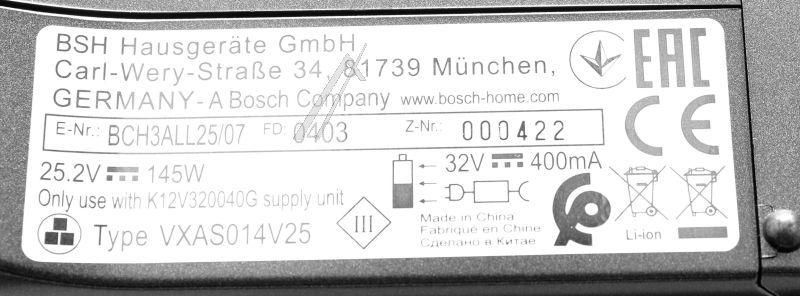 BSH Hausgeräte GmbH
Carl-Wery-Straße 34, 81739 München,
GERMANY-A Bosch Company www.bosch-home.com
E-Nr.: BCH3ALL25/07 FD: 0403 Z-Nr.: 000422
25.2V 145W
32V 400mA
Only use with K12V320040G supply unit
Type VXAS014V25
III
Made in China
Fabriqué en Chine
Сделано в Китае
Li-ion
EAC
CE